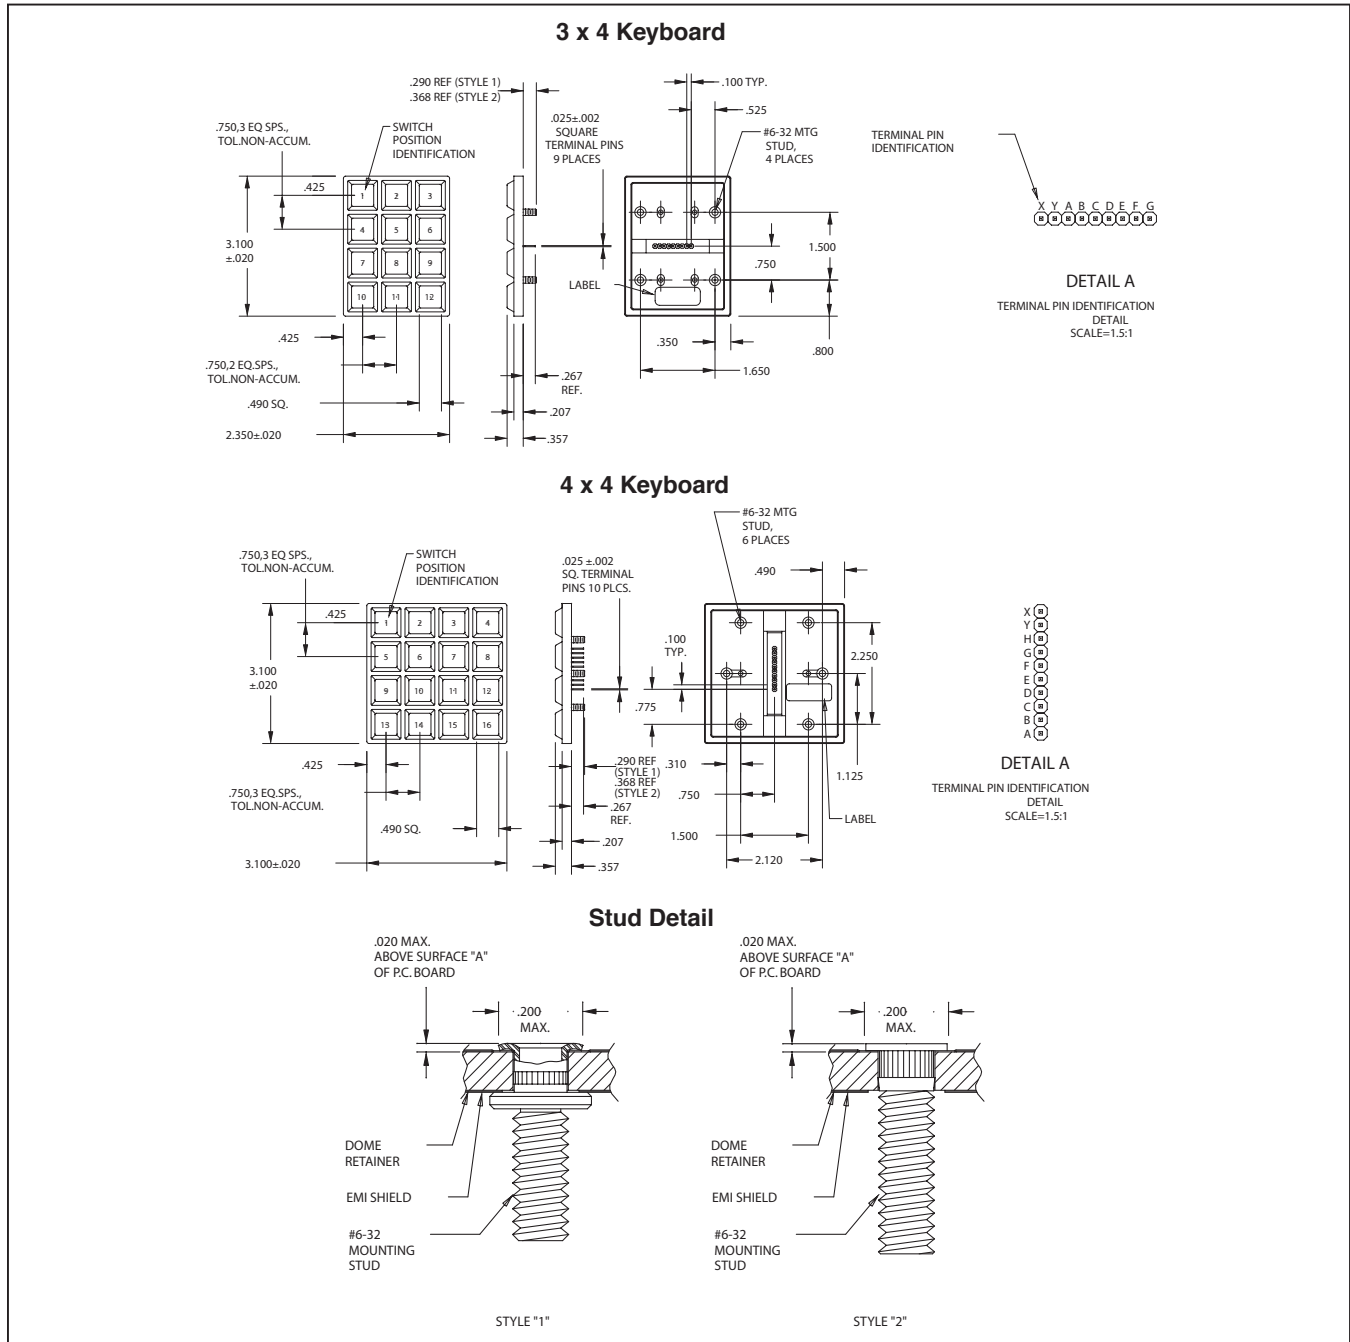 3 x 4 Keyboard
.290 REF (STYLE 1)
.368 REF (STYLE 2)
.100 TYP.
.525
.750,3 EQ SPS.,
TOL.NON-ACCUM.
SWITCH
POSITION
IDENTIFICATION
.025±.002
SQUARE
TERMINAL PINS
9 PLACES
#6-32 MTG
STUD,
4 PLACES
TERMINAL PIN
IDENTIFICATION
.425
1 2 3
4 5 6
7 8 9
10 11 12
3.100
±.020
X Y A B C D E F G
1.500
.750
LABEL
DETAIL A
TERMINAL PIN IDENTIFICATION
DETAIL
SCALE=1.5:1
.425
.350
.800
.750,2 EQ.SPS.,
TOL.NON-ACCUM.
.267
REF.
1.650
.490 SQ.
.207
2.350±.020
.357
4 x 4 Keyboard
#6-32 MTG
STUD,
6 PLACES
.750,3 EQ SPS.,
TOL.NON-ACCUM.
SWITCH
POSITION
IDENTIFICATION
.025 ±.002
SQ. TERMINAL
PINS 10 PLCS.
.490
.425
1 2 3 4
5 6 7 8
9 10 11 12
13 14 15 16
3.100
±.020
.100
TYP.
2.250
.775
X
Y
H
G
F
E
D
C
B
A
.425
.290 REF
(STYLE 1)
.368 REF
(STYLE 2)
.310
1.125
DETAIL A
TERMINAL PIN IDENTIFICATION
DETAIL
SCALE=1.5:1
.750,3 EQ.SPS.,
TOL.NON-ACCUM.
.267
REF.
.750
LABEL
.490 SQ.
.207
1.500
3.100±.020
.357
2.120
Stud Detail
.020 MAX.
ABOVE SURFACE "A"
OF P.C. BOARD
.200
MAX.
DOME
RETAINER
EMI SHIELD
#6-32
MOUNTING
STUD
STYLE "1"
.020 MAX.
ABOVE SURFACE "A"
OF P.C. BOARD
.200
MAX.
DOME
RETAINER
EMI SHIELD
#6-32
MOUNTING
STUD
STYLE "2"